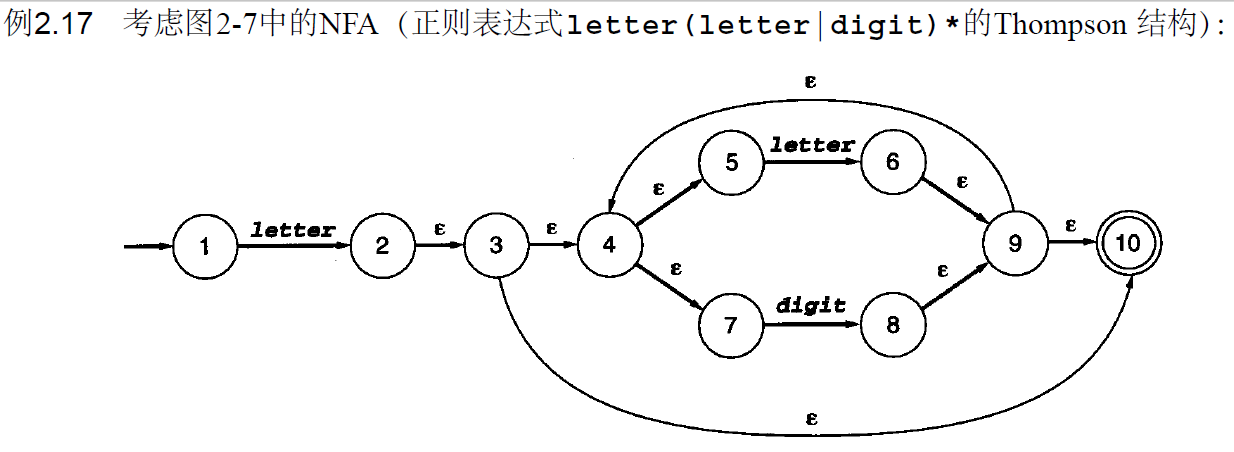 例2.17 考虑图2-7中的NFA（正则表达式letter(letter|digit)*的Thompson 结构）:
ε
5 letter 6
ε ε
1 letter 2 ε 3 ε 4 9 ε 10
ε ε
7 digit 8
ε